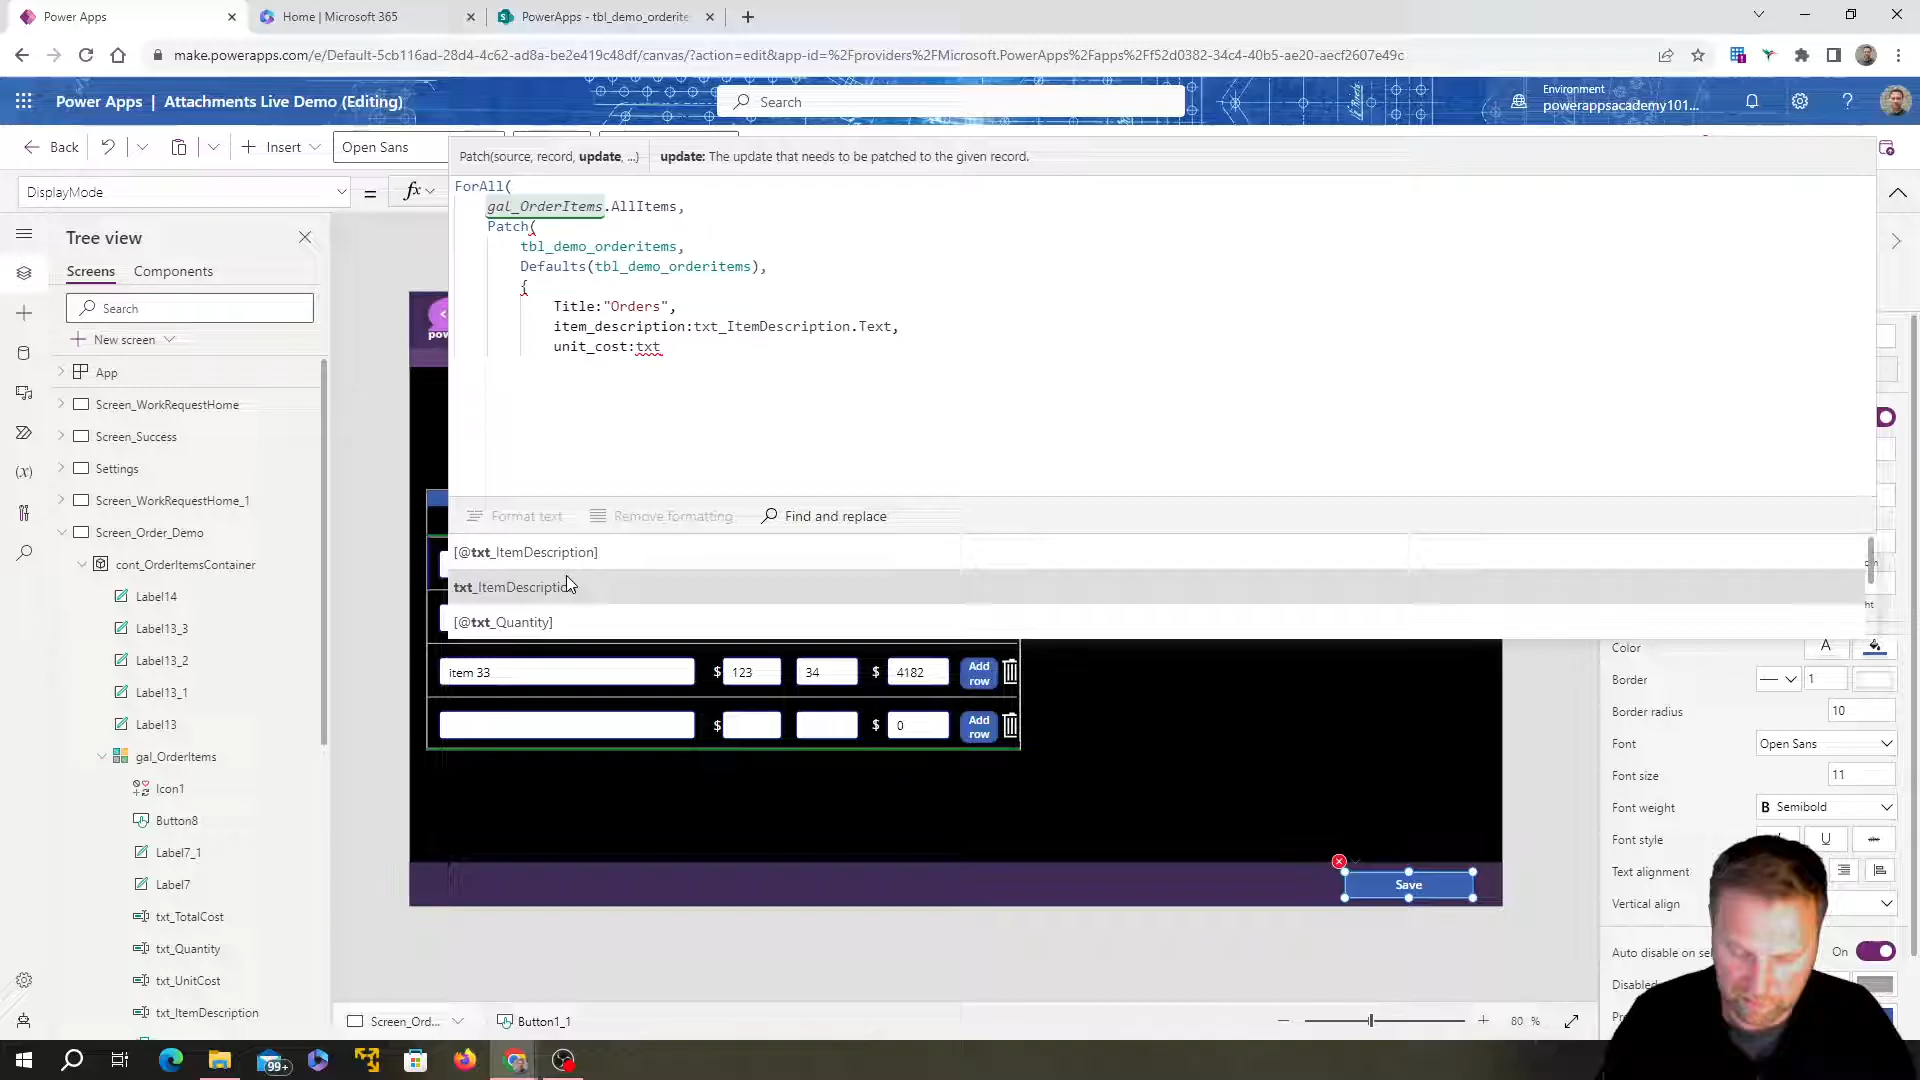 Power Apps
Home | Microsoft 365
PowerApps - tbl_demo_orderite
make.powerapps.com/e/Default-5cb116ad-28d4-4c62-ad8a-be2e419c48df/canvas/?action=edit&app-id=%2Fproviders%2FMicrosoft.PowerApps%2Fapps%2Ff52d0382-34c4-40b5-ae20-aecf2607e49c
Power Apps | Attachments Live Demo (Editing)
Search
Environment
powerappsacademy101...
Back
Insert
Open Sans
Patch(source, record, update, ...)
update: The update that needs to be patched to the given record.
DisplayMode
=
fx
ForAll(
gal_OrderItems.AllItems,
Patch(
tbl_demo_orderitems,
Defaults(tbl_demo_orderitems),
{
Title:"Orders",
item_description:txt_ItemDescription.Text,
unit_cost:txt
Format text
Remove formatting
Find and replace
[@txt_ItemDescription]
txt_ItemDescription
[@txt_Quantity]
Tree view
Screens
Components
Search
New screen
App
Screen_WorkRequestHome
Screen_Success
Settings
Screen_WorkRequestHome_1
Screen_Order_Demo
cont_OrderItemsContainer
Label14
Label13_3
Label13_2
Label13_1
Label13
gal_OrderItems
Icon1
Button8
Label7_1
Label7
txt_TotalCost
txt_Quantity
txt_UnitCost
txt_ItemDescription
item 33
$ 123
34
$ 4182
Add row
$
$ 0
Add row
Save
Color
A
Border
1
Border radius
10
Font
Open Sans
Font size
11
Font weight
B Semibold
Font style
U
Text alignment
Vertical align
Auto disable on sel
On
Disabled
Screen_Ord...
Button1_1
80 %
99+